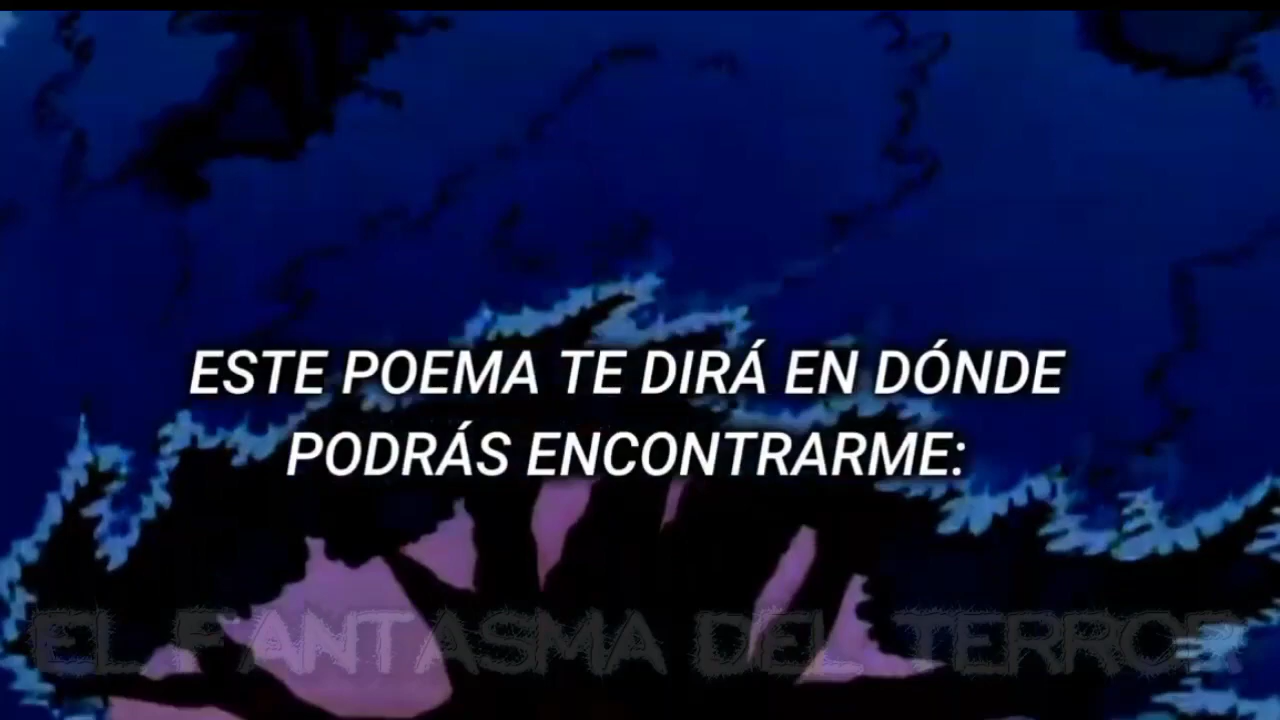 ESTE POEMA TE DIRÁ EN DÓNDE
PODRÁS ENCONTRARME:
EL FANTASMA DEL TERROR